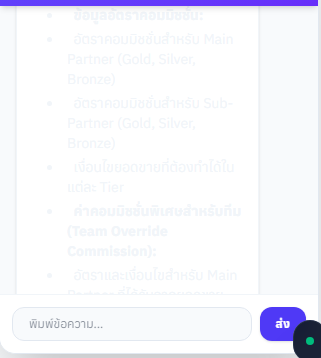 ข้อมูลอัตราคอมมิชชั่น:
อัตราคอมมิชชั่นสำหรับ Main
Partner (Gold, Silver,
Bronze)
อัตราคอมมิชชั่นสำหรับ Sub-
Partner (Gold, Silver,
Bronze)
เงื่อนไขยอดขายที่ต้องทำได้ใน
แต่ละ Tier
ค่าคอมมิชชั่นพิเศษสำหรับทีม
(Team Override
Commission):
อัตราและเงื่อนไขสำหรับ Main
พิมพ์ข้อความ...
ส่ง